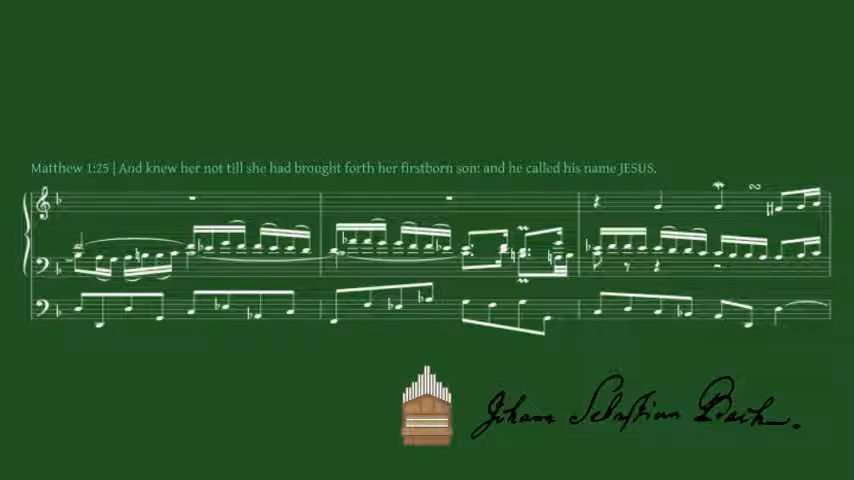 Matthew 1:25 | And knew her not till she had brought forth her firstborn son: and he called his name JESUS.
Johann Sebastian Bach.